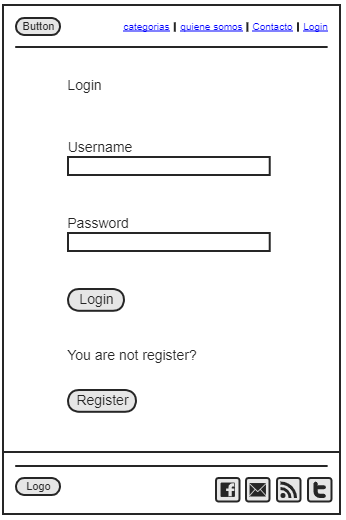 Button categorias | quiene somos | Contacto | Login
Login
Username
Password
Login
You are not register?
Register
Logo